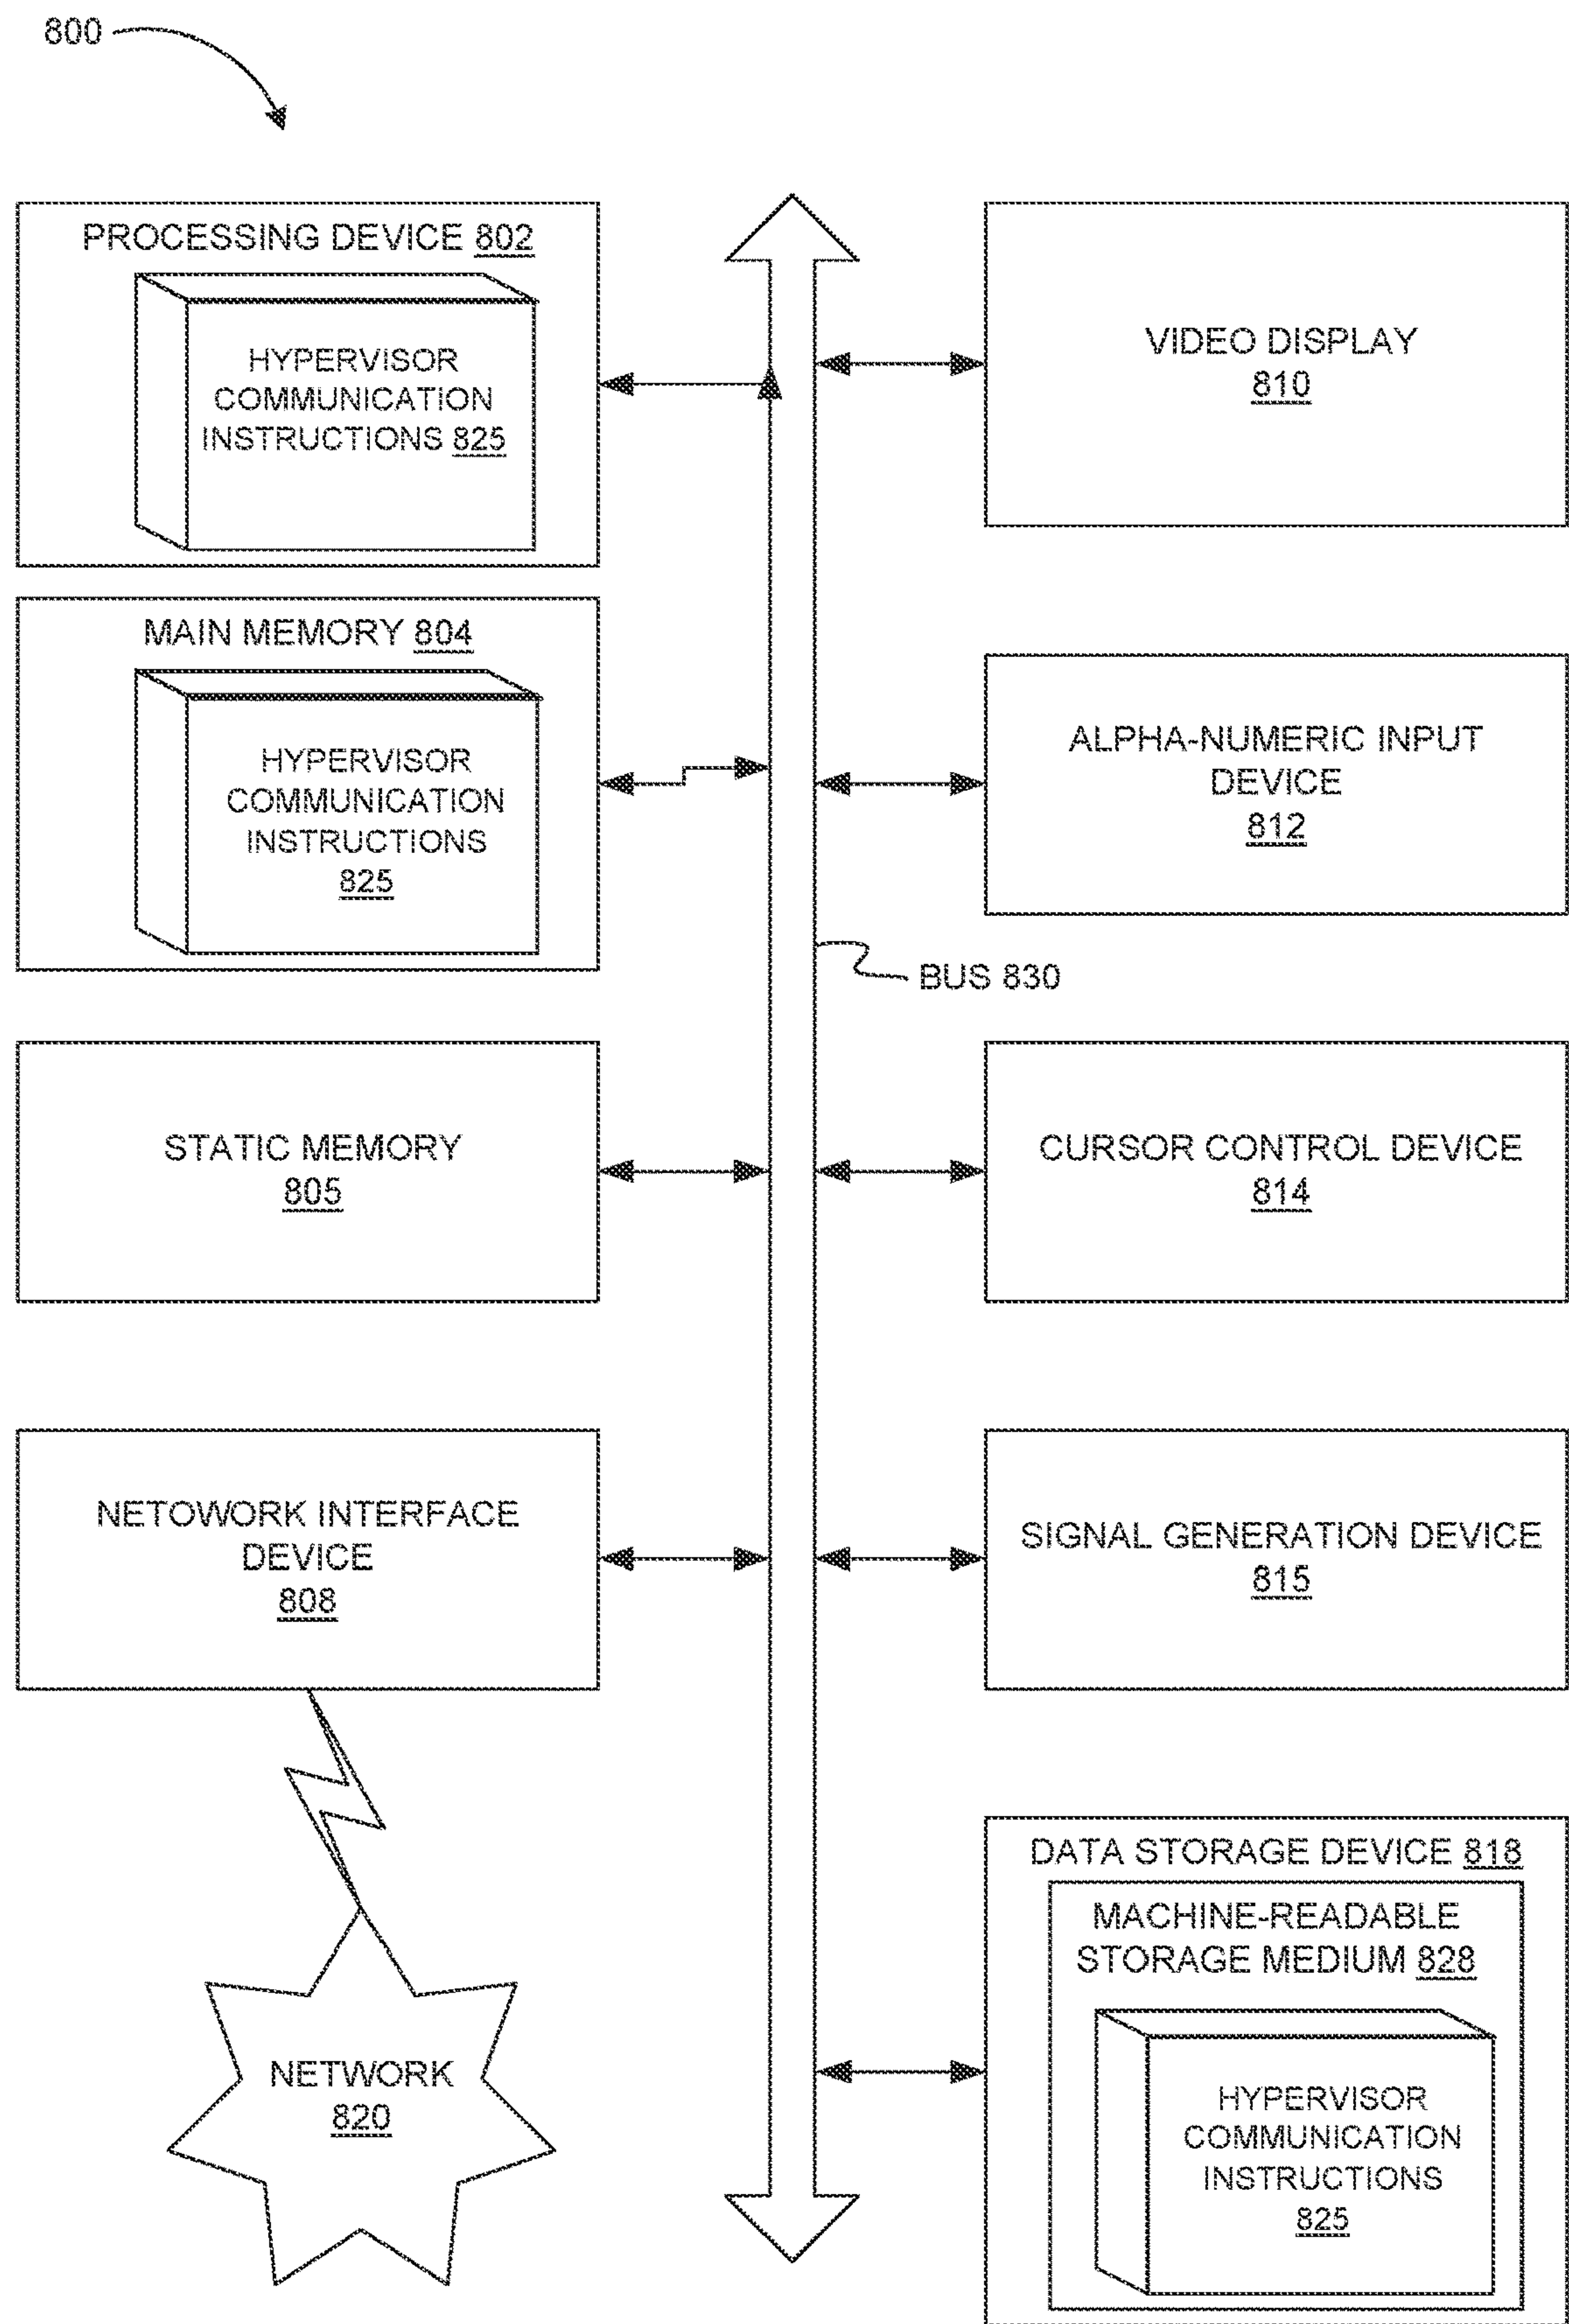 800
PROCESSING DEVICE 802
HYPERVISOR
COMMUNICATION
INSTRUCTIONS 825
MAIN MEMORY 804
HYPERVISOR
COMMUNICATION
INSTRUCTIONS
825
STATIC MEMORY
805
NETOWORK INTERFACE
DEVICE
808
NETWORK
820
VIDEO DISPLAY
810
ALPHA-NUMERIC INPUT
DEVICE
812
BUS 830
CURSOR CONTROL DEVICE
814
SIGNAL GENERATION DEVICE
815
DATA STORAGE DEVICE 818
MACHINE-READABLE
STORAGE MEDIUM 828
HYPERVISOR
COMMUNICATION
INSTRUCTIONS
825